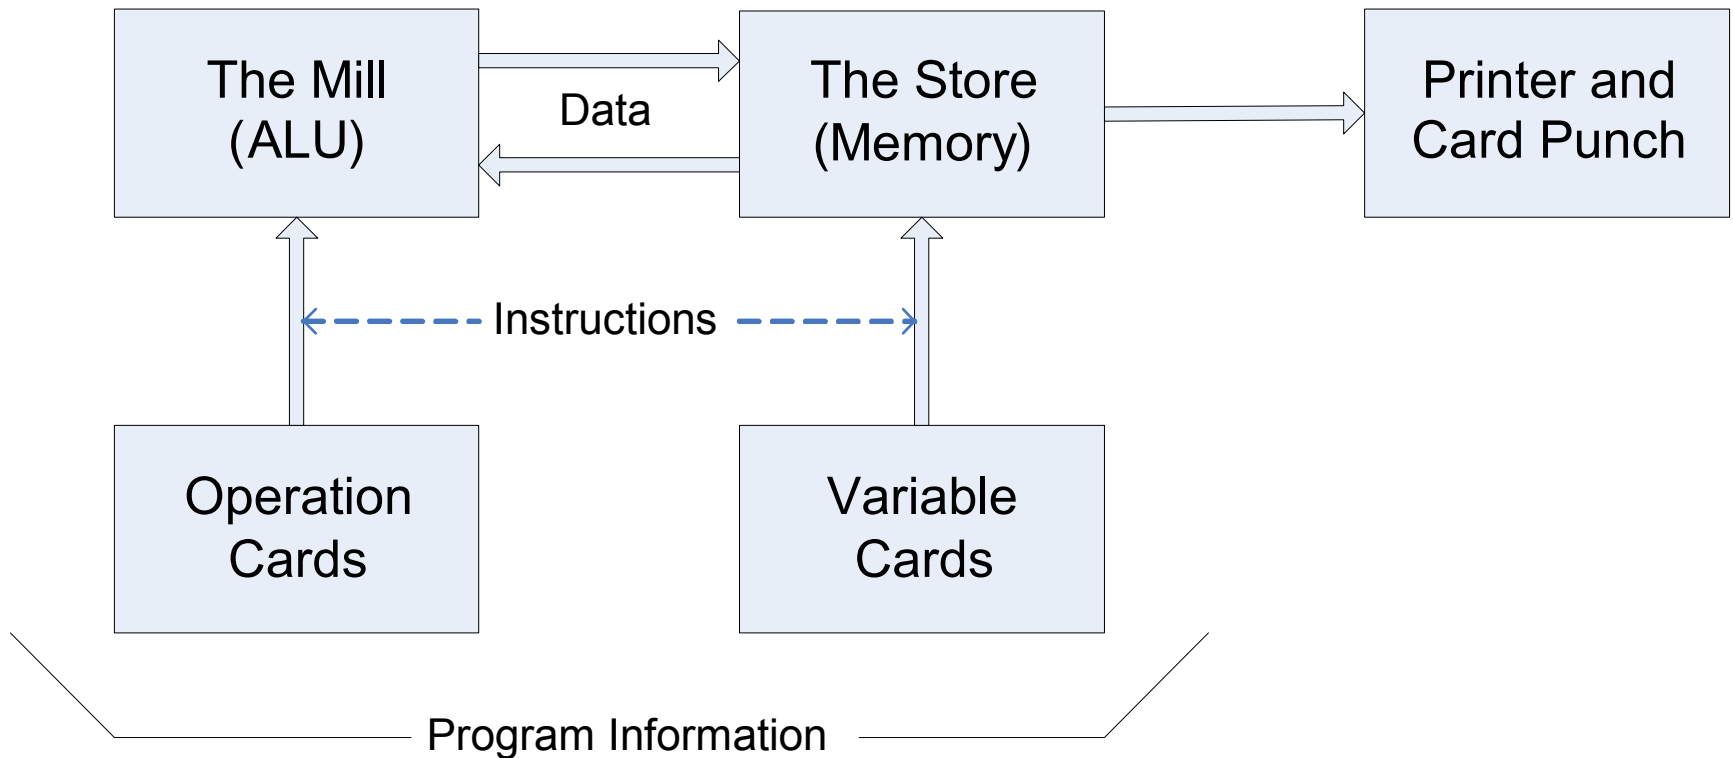 The Mill
(ALU)
Data
The Store
(Memory)
Printer and
Card Punch
Instructions
Operation
Cards
Variable
Cards
Program Information